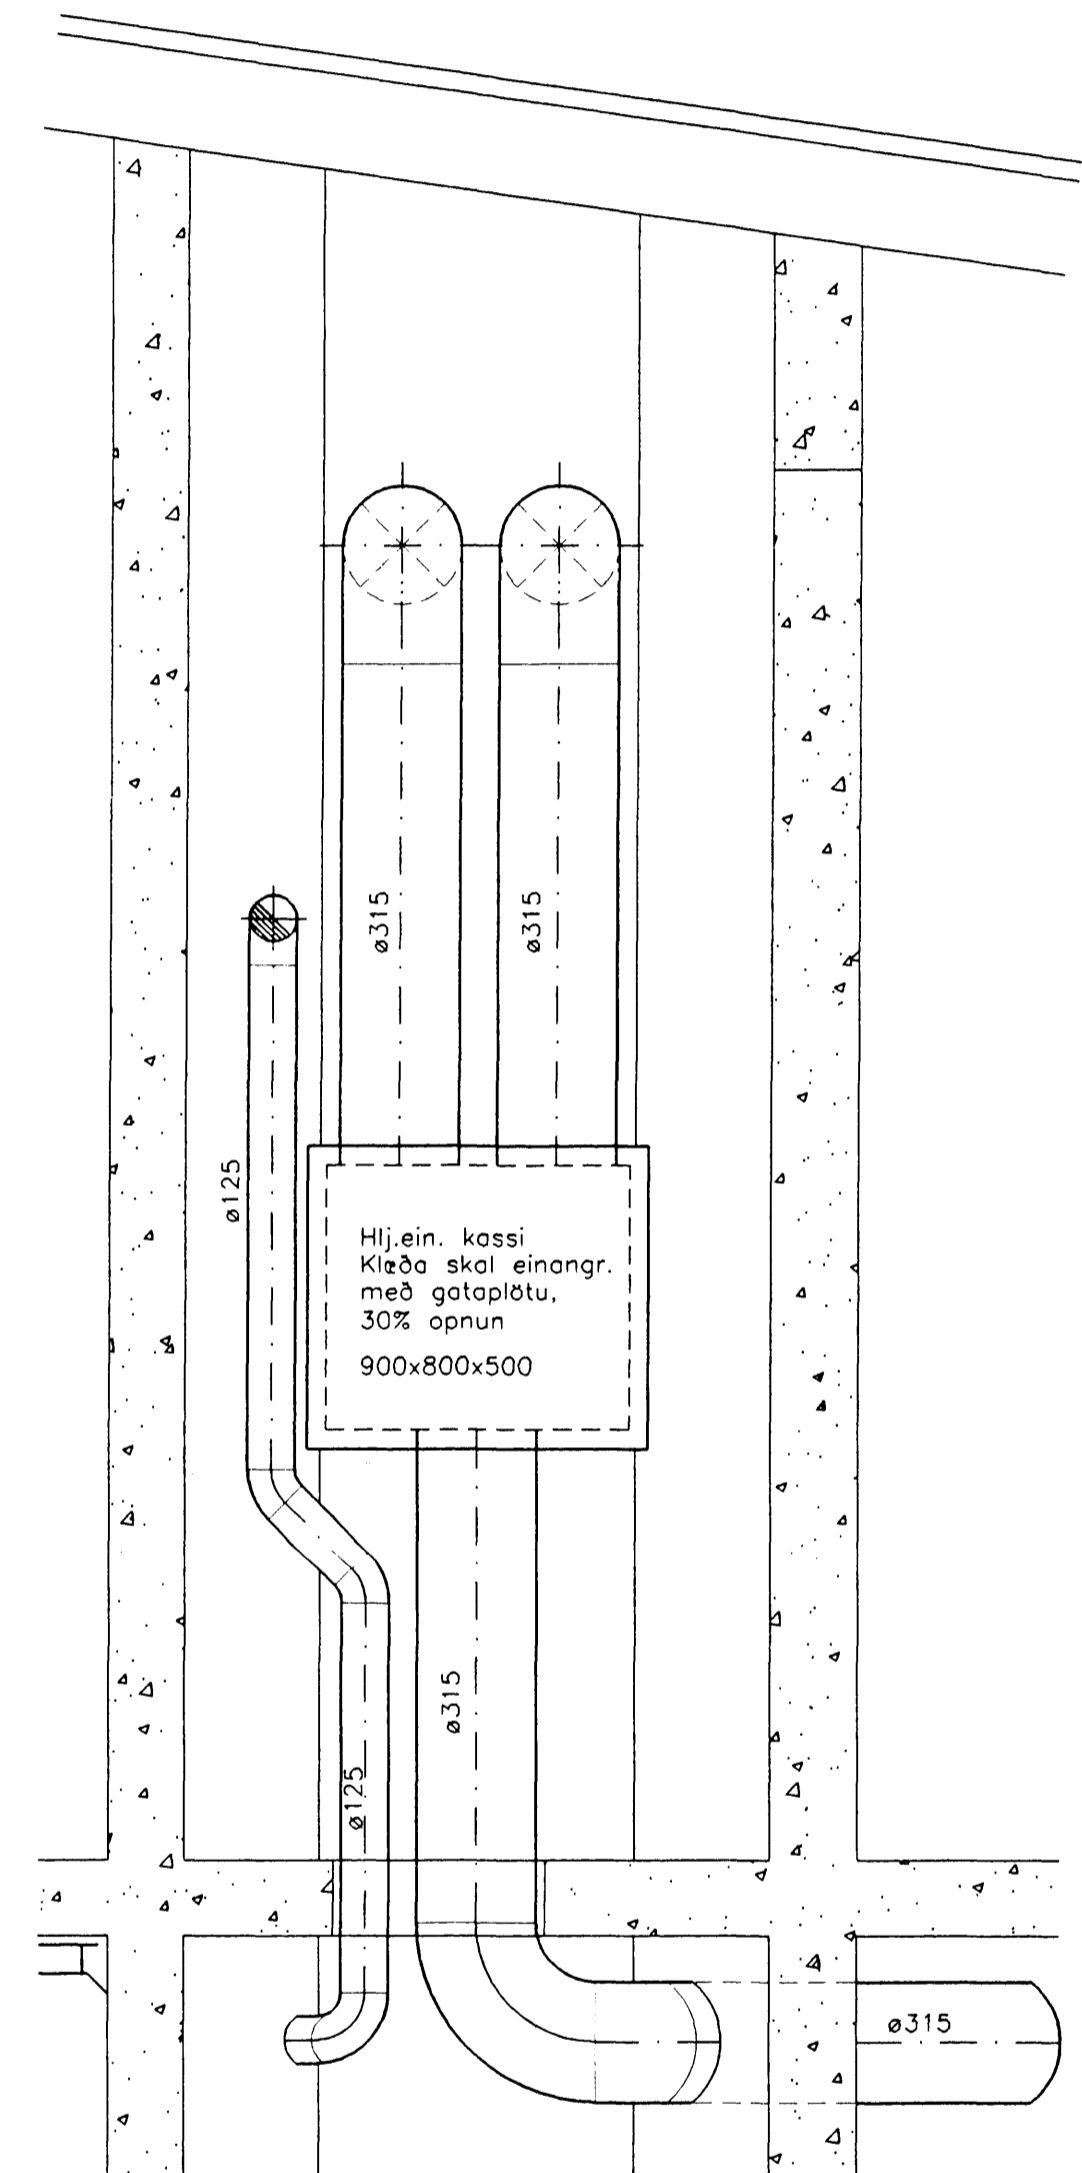 ø315
ø315
ø125
Hlj.ein. kassi
Klæða skal einangr.
með gataplötu,
30% opnun
900x800x500
ø315
ø125
ø315